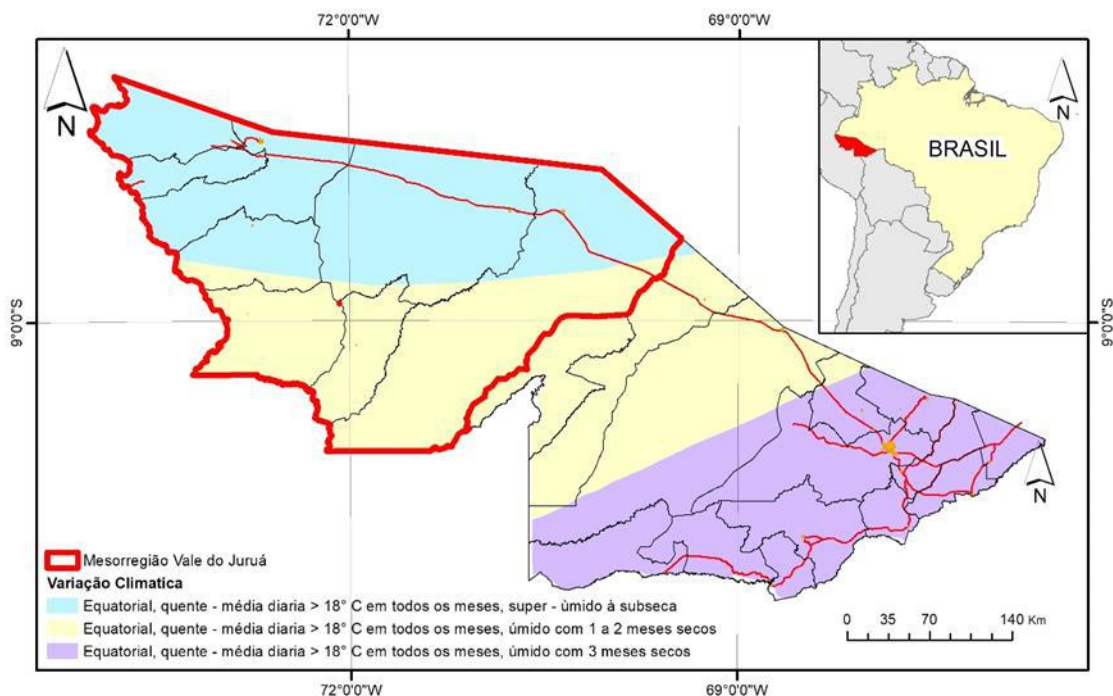 72°0'0"W
69°0'0"W
N
N
BRASIL
9°0'0"S
9°0'0"S
N
Mesorregião Vale do Juruá
Variação Climatica
Equatorial, quente - média diaria > 18° C em todos os meses, super - úmido à subseca
Equatorial, quente - média diaria > 18° C em todos os meses, úmido com 1 a 2 meses secos
Equatorial, quente - média diaria > 18° C em todos os meses, úmido com 3 meses secos
0 35 70 140 Km
72°0'0"W
69°0'0"W